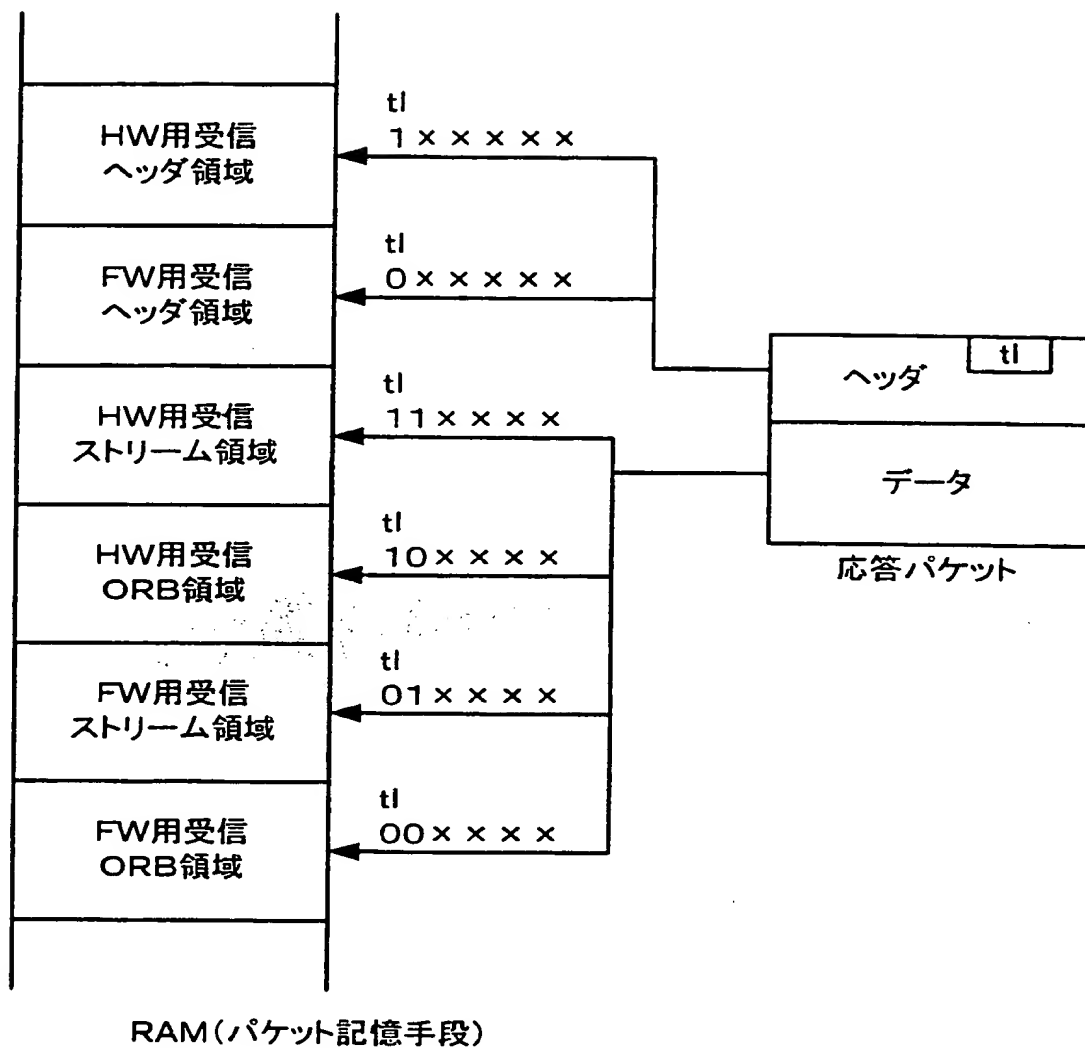 HW用受信
ヘッダ領域
tl
1×××××
FW用受信
ヘッダ領域
tl
0×××××
HW用受信
ストリーム領域
tl
11××××
HW用受信
ORB領域
tl
10××××
FW用受信
ストリーム領域
tl
01××××
FW用受信
ORB領域
tl
00××××
ヘッダ
tl
データ
応答パケット
RAM(パケット記憶手段)